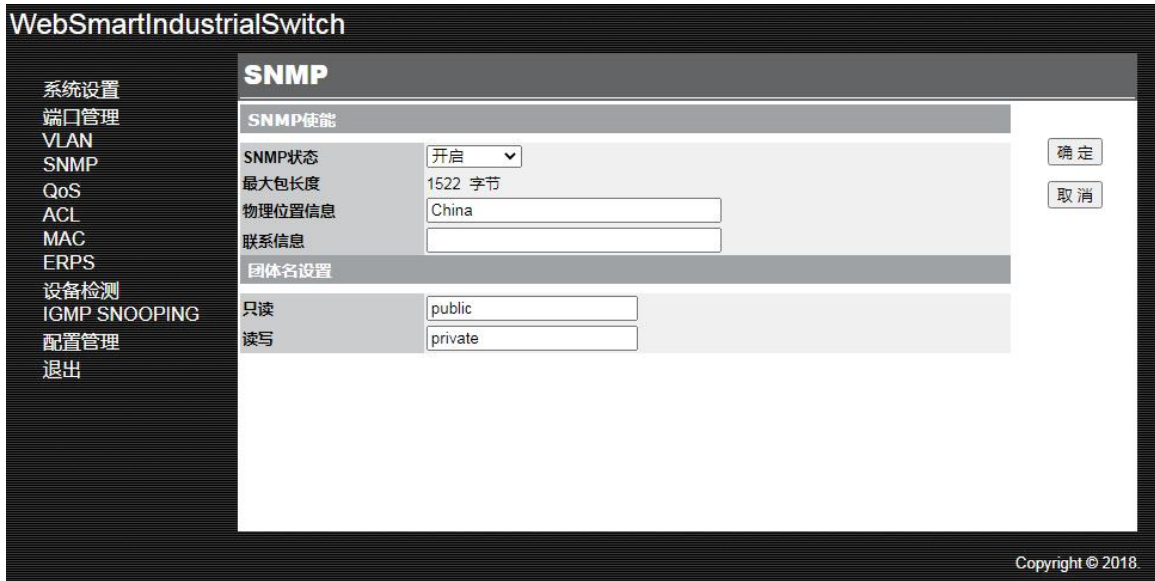 WebSmartIndustrialSwitch
系统设置
端口管理
VLAN
SNMP
QoS
ACL
MAC
ERPS
设备检测
IGMP SNOOPING
配置管理
退出
SNMP
SNMP使能
SNMP状态 开启
最大包长度 1522 字节
物理位置信息 China
联系信息
团体名设置
只读 public
读写 private
确 定
取 消
Copyright © 2018.